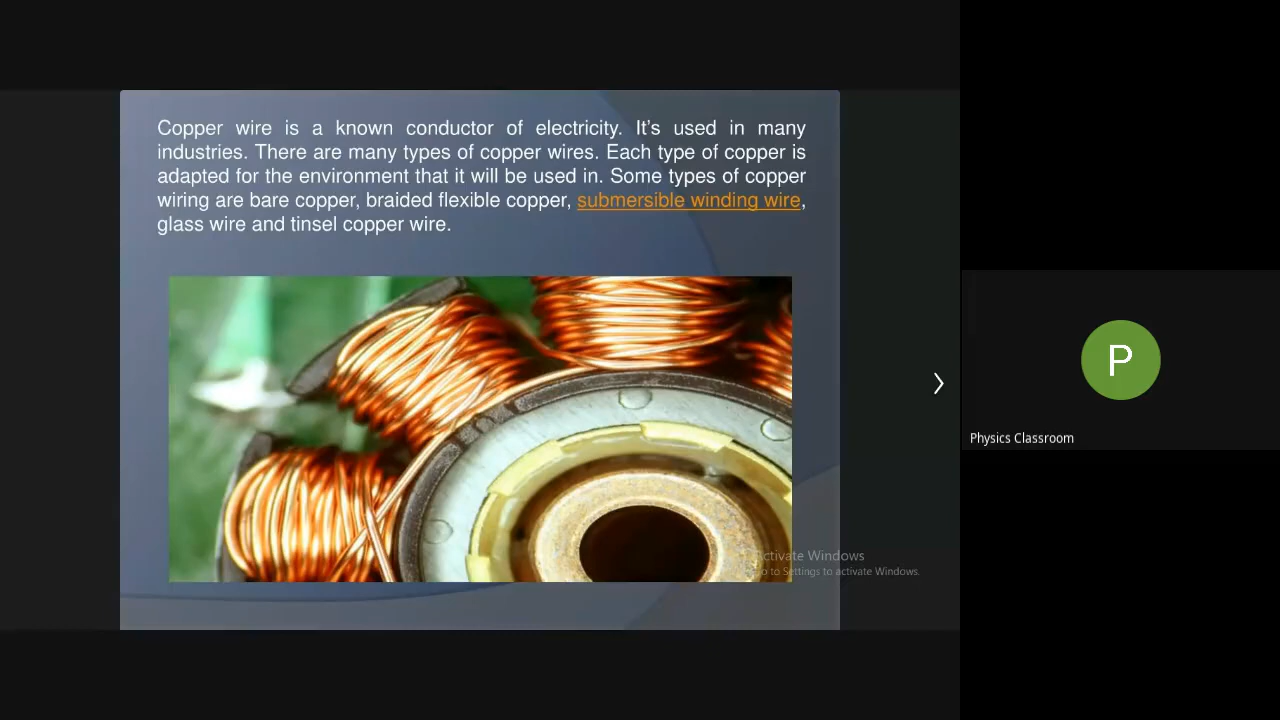 Copper wire is a known conductor of electricity. It's used in many
industries. There are many types of copper wires. Each type of copper is
adapted for the environment that it will be used in. Some types of copper
wiring are bare copper, braided flexible copper, submersible winding wire,
glass wire and tinsel copper wire.
P
Physics Classroom
Activate Windows
Go to Settings to activate Windows.